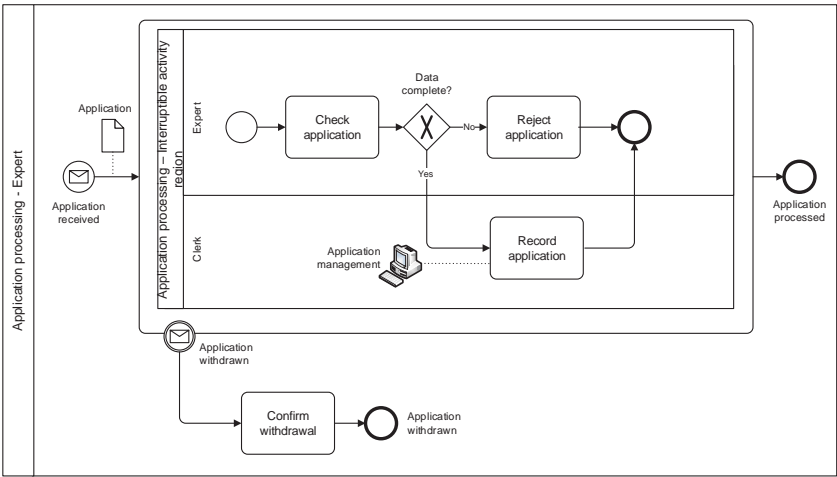 Application processing - Expert
Application
Application
received
Application processing – Interruptible activity
region
Expert
Check
application
Data
complete?
No
Reject
application
Yes
Application
processed
Clerk
Application
management
Record
application
Application
withdrawn
Confirm
withdrawal
Application
withdrawn